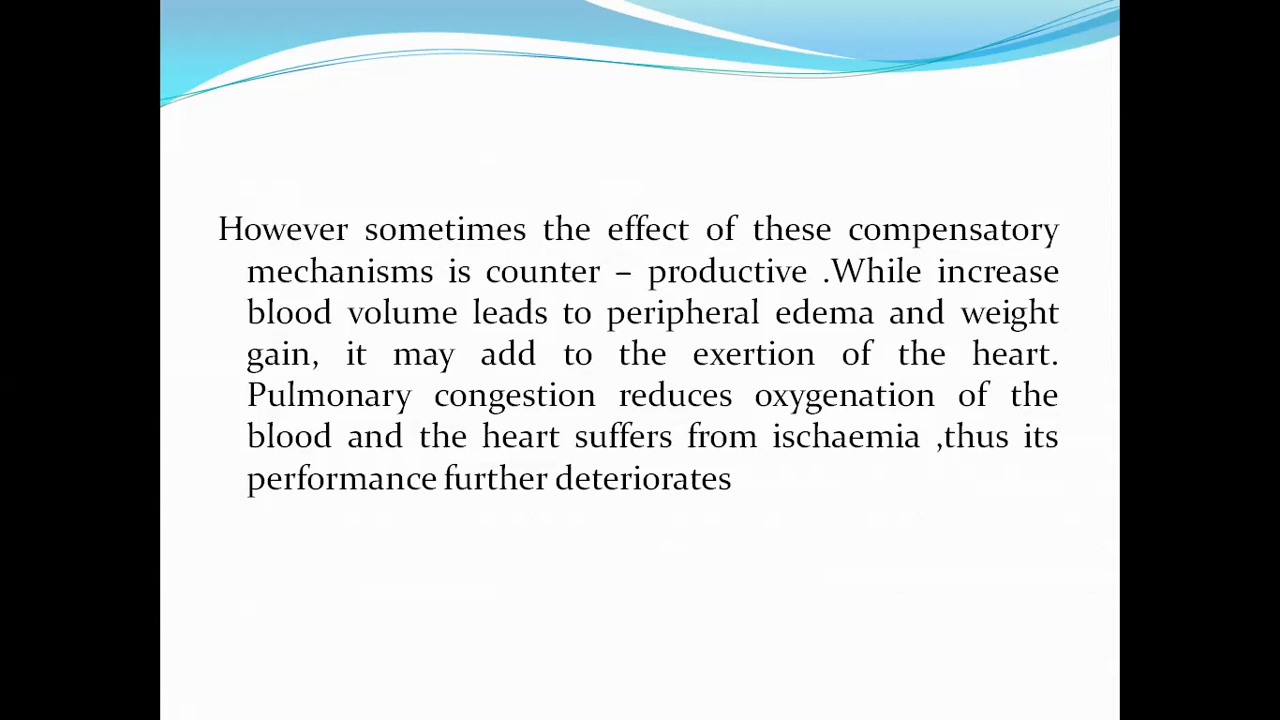 However sometimes the effect of these compensatory
mechanisms is counter – productive .While increase
blood volume leads to peripheral edema and weight
gain, it may add to the exertion of the heart.
Pulmonary congestion reduces oxygenation of the
blood and the heart suffers from ischaemia ,thus its
performance further deteriorates